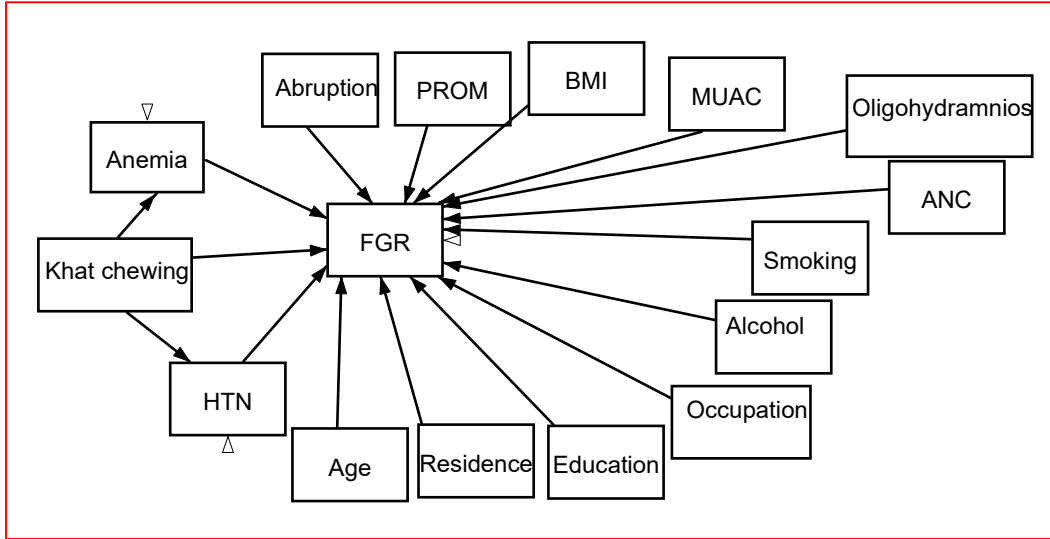 Abruption
PROM
BMI
MUAC
Oligohydramnios
Anemia
ANC
FGR
Khat chewing
Smoking
Alcohol
HTN
Occupation
Age
Residence
Education